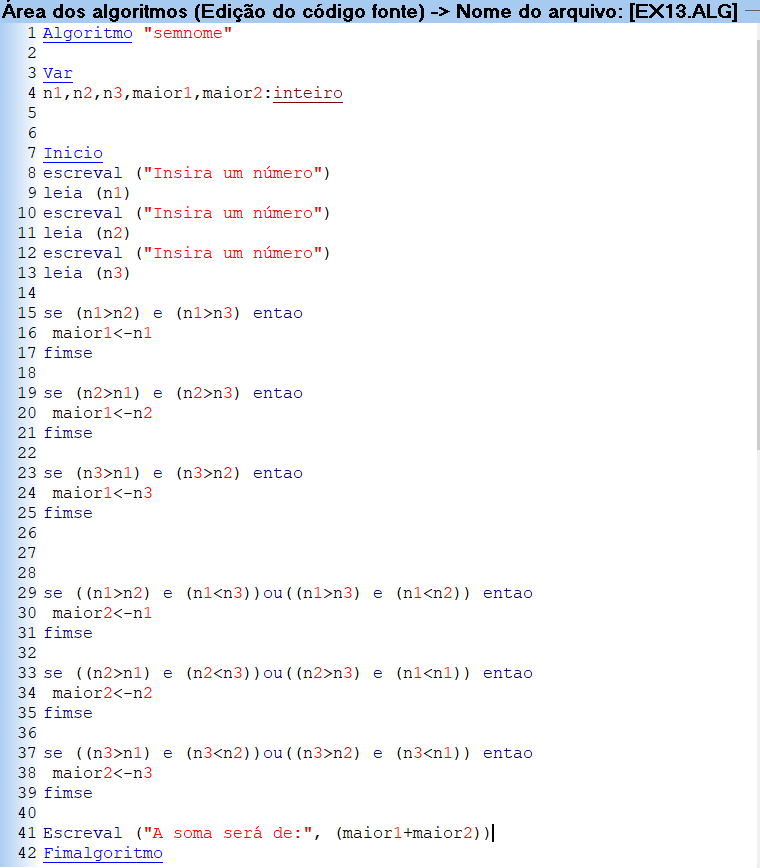 Área dos algoritmos (Edição do código fonte) -> Nome do arquivo: [EX13.ALG]
1 Algoritmo "semnome"
2
3 Var
4 n1,n2,n3,maior1,maior2:inteiro
5
6
7 Inicio
8 escreval ("Insira um número")
9 leia (n1)
10 escreval ("Insira um número")
11 leia (n2)
12 escreval ("Insira um número")
13 leia (n3)
14
15 se (n1>n2) e (n1>n3) entao
16 maior1<-n1
17 fimse
18
19 se (n2>n1) e (n2>n3) entao
20 maior1<-n2
21 fimse
22
23 se (n3>n1) e (n3>n2) entao
24 maior1<-n3
25 fimse
26
27
28
29 se ((n1>n2) e (n1<n3))ou((n1>n3) e (n1<n2)) entao
30 maior2<-n1
31 fimse
32
33 se ((n2>n1) e (n2<n3))ou((n2>n3) e (n1<n1)) entao
34 maior2<-n2
35 fimse
36
37 se ((n3>n1) e (n3<n2))ou((n3>n2) e (n3<n1)) entao
38 maior2<-n3
39 fimse
40
41 Escreval ("A soma será de:", (maior1+maior2))
42 Fimalgoritmo